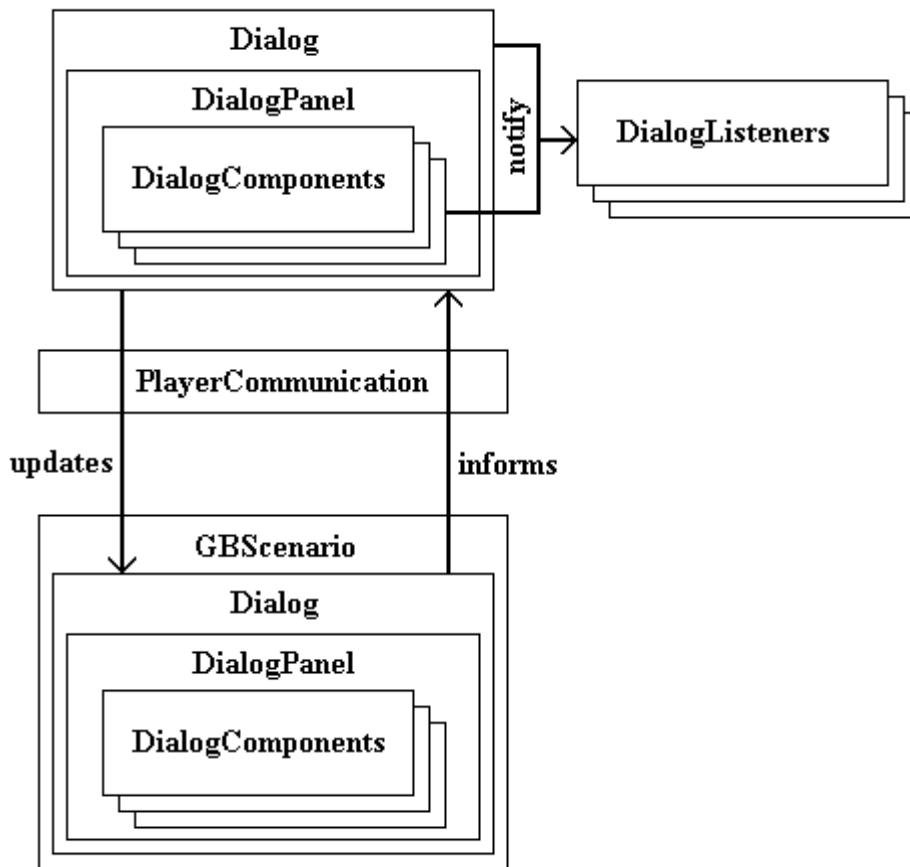 Dialog
DialogPanel
DialogComponents
notify
DialogListeners
PlayerCommunication
updates
informs
GBScenario
Dialog
DialogPanel
DialogComponents